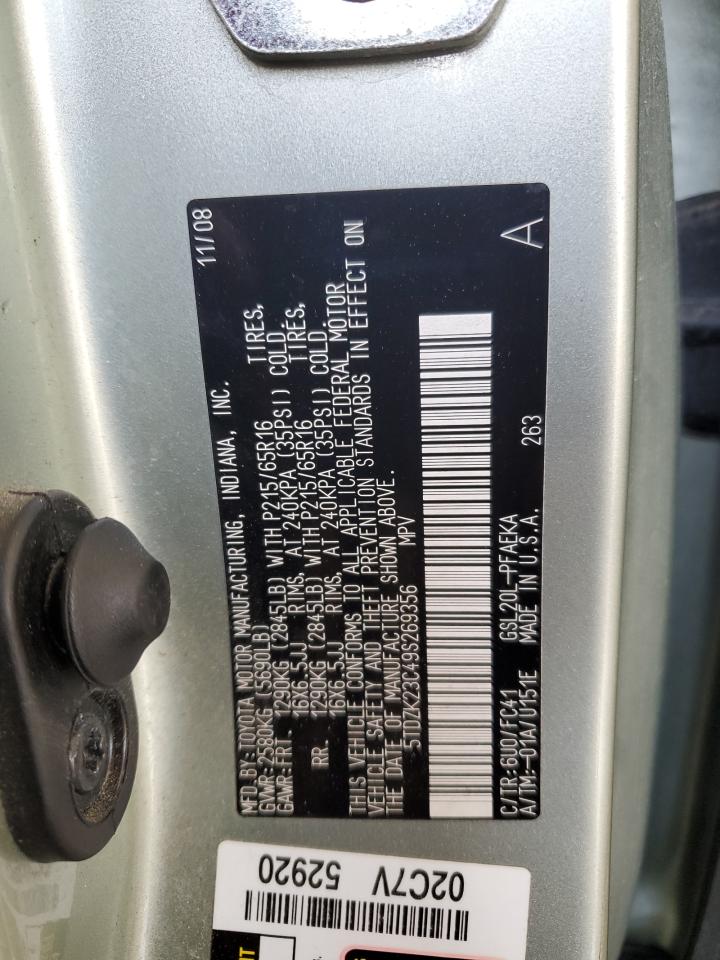 MFD.BY:TOYOTA MOTOR MANUFACTURING, INDIANA, INC. 11/08
GVWR:2580KG(5690LB)
GAWR:FRT 1290KG (2845LB) WITH P215/65R16 TIRES,
16X6.5JJ RIMS, AT 240KPA (35PSI) COLD.
RR 1290KG (2845LB) WITH P215/65R16 TIRES,
16X6.5JJ RIMS, AT 240KPA (35PSI) COLD.
THIS VEHICLE CONFORMS TO ALL APPLICABLE FEDERAL MOTOR
VEHICLE SAFETY AND THEFT PREVENTION STANDARDS IN EFFECT ON
THE DATE OF MANUFACTURE SHOWN ABOVE.
5TDZK23C49S269356 MPV
C/TR:600/FC41 GSL20L-PFAEKA 263
A/TM:-01A/U151E MADE IN U.S.A. A
52920
02C7V